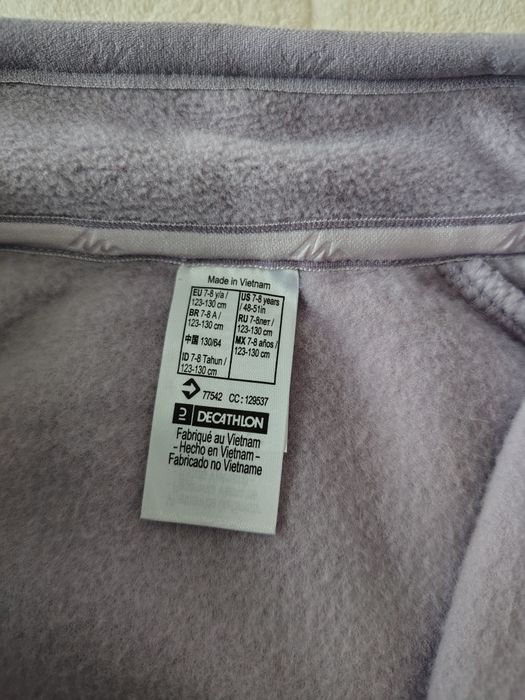 Made in Vietnam
EU 7-8 y/a /
123-130 cm
BR 7-8 A /
123-130 cm
中国 130/64
ID 7-8 Tahun /
123-130 cm
US 7-8 years
/ 48-51in
RU 7-8лет /
123-130 cm
MX 7-8 años /
123-130 cm
77542 CC : 129537
DECATHLON
Fabriqué au Vietnam
- Hecho en Vietnam -
Fabricado no Vietname